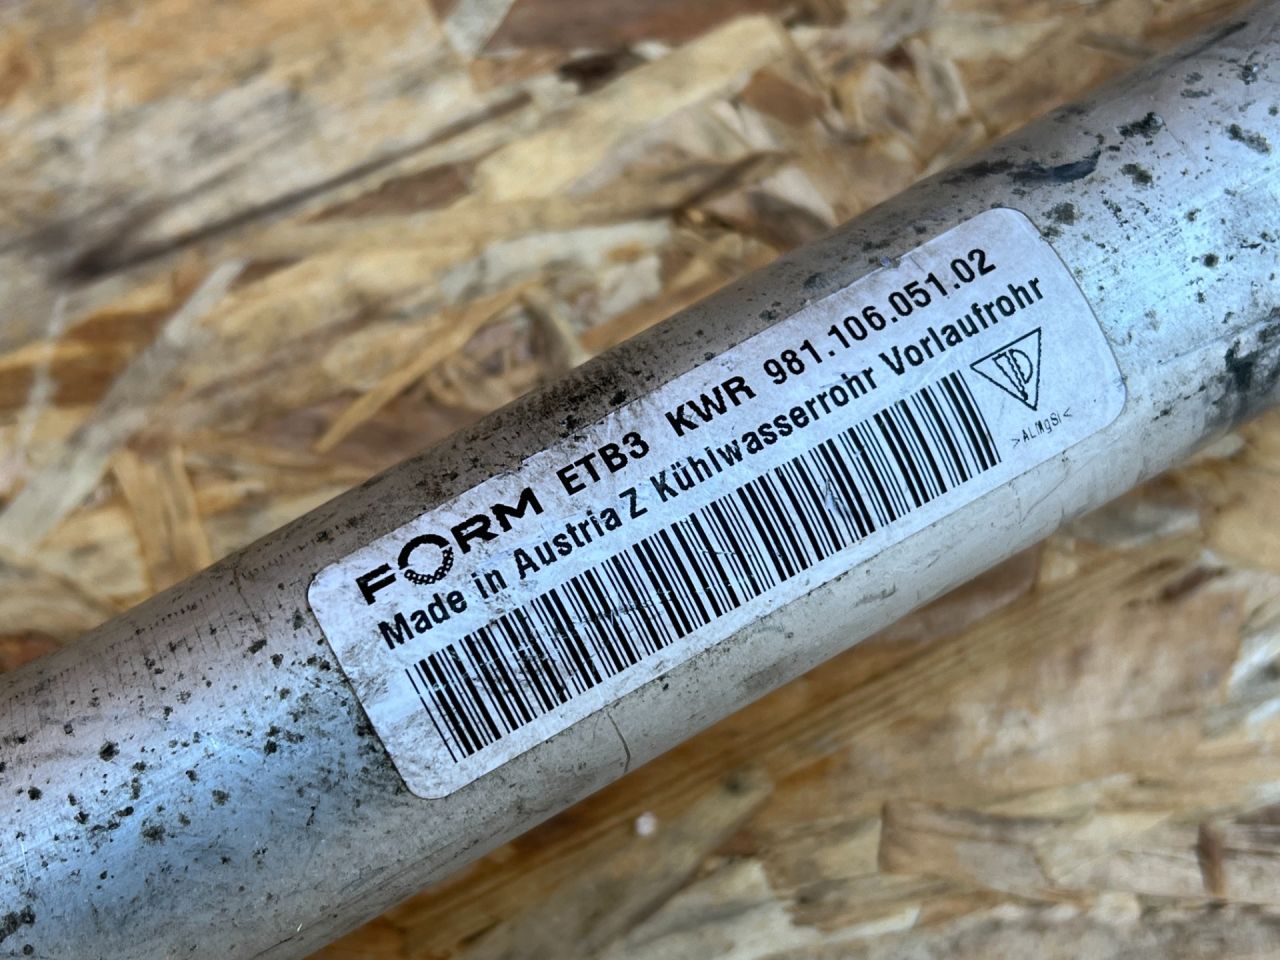 FORM ETB3 KWR 981.106.051.02
Made in Austria Z Kühlwasserrohr Vorlaufrohr
>ALMgSi<